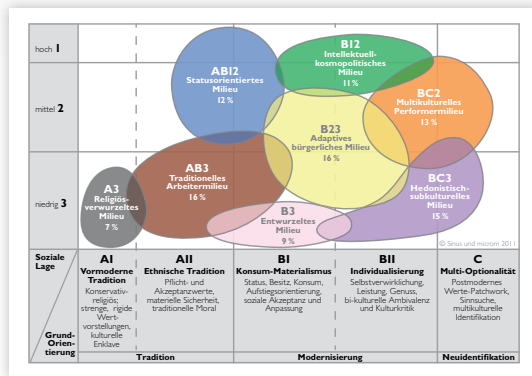 hoch 1
mittel 2
niedrig 3
AB12
Statusorientiertes
Milieu
12 %
B12
Intellektuell-
kosmopolitisches
Milieu
11 %
BC2
Multikulturelles
Performermilieu
13 %
B23
Adaptives
bürgerliches Milieu
16 %
AB3
Traditionelles
Arbeitermilieu
16 %
A3
Religiös-
verwurzeltes
Milieu
7 %
B3
Entwurzeltes
Milieu
9 %
BC3
Hedonistisch-
subkulturelles
Milieu
15 %
© Sinus und microm 2011
Soziale
Lage
Grund-
Orien-
tierung
AI
Vormoderne
Tradition
Konservativ-
religiös;
strenge, rigide
Wert-
vorstellungen,
kulturelle
Enklave
AII
Ethnische Tradition
Pflicht- und
Akzeptanzwerte,
materielle Sicherheit,
traditionelle Moral
BI
Konsum-Materialismus
Status, Besitz, Konsum,
Aufstiegsorientierung,
soziale Akzeptanz und
Anpassung
BII
Individualisierung
Selbstverwirklichung,
Leistung, Genuss,
bi-kulturelle Ambivalenz
und Kulturkritik
C
Multi-Optionalität
Postmodernes
Werte-Patchwork,
Sinnsuche,
multikulturelle
Identifikation
Tradition
Modernisierung
Neuidentifikation